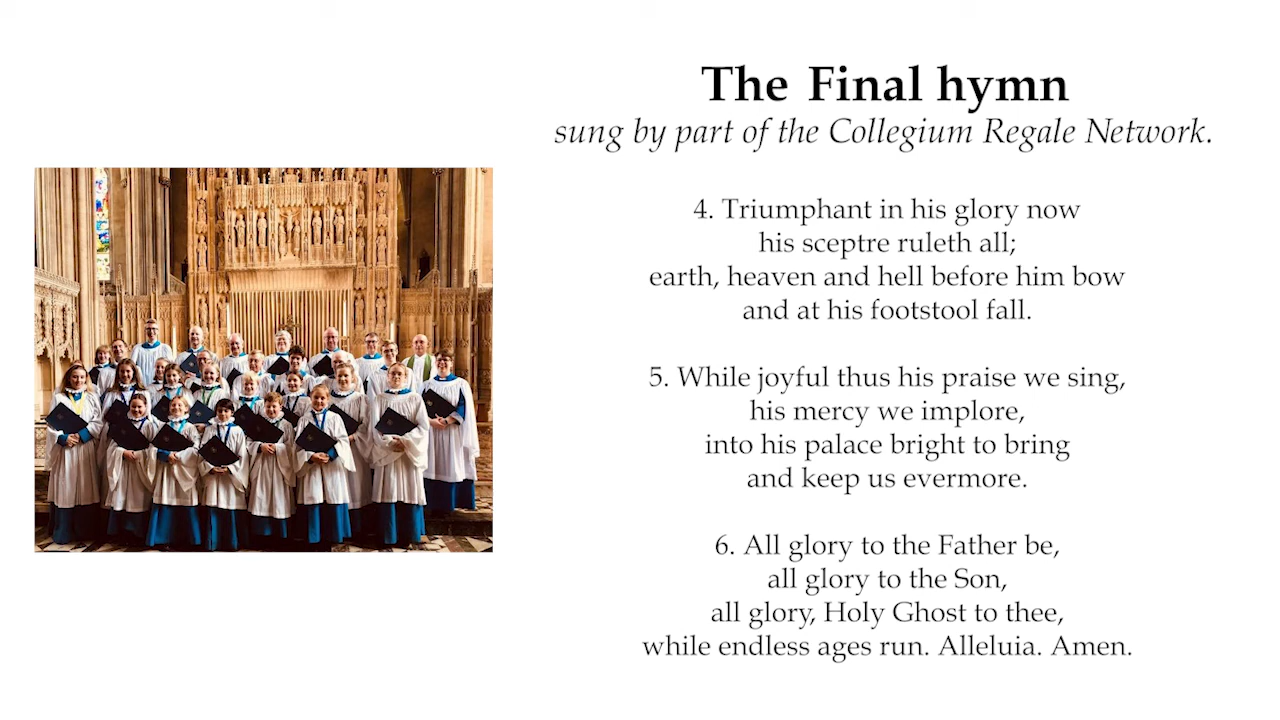 The Final hymn
sung by part of the Collegium Regale Network.
4. Triumphant in his glory now
his sceptre ruleth all;
earth, heaven and hell before him bow
and at his footstool fall.
5. While joyful thus his praise we sing,
his mercy we implore,
into his palace bright to bring
and keep us evermore.
6. All glory to the Father be,
all glory to the Son,
all glory, Holy Ghost to thee,
while endless ages run. Alleluia. Amen.